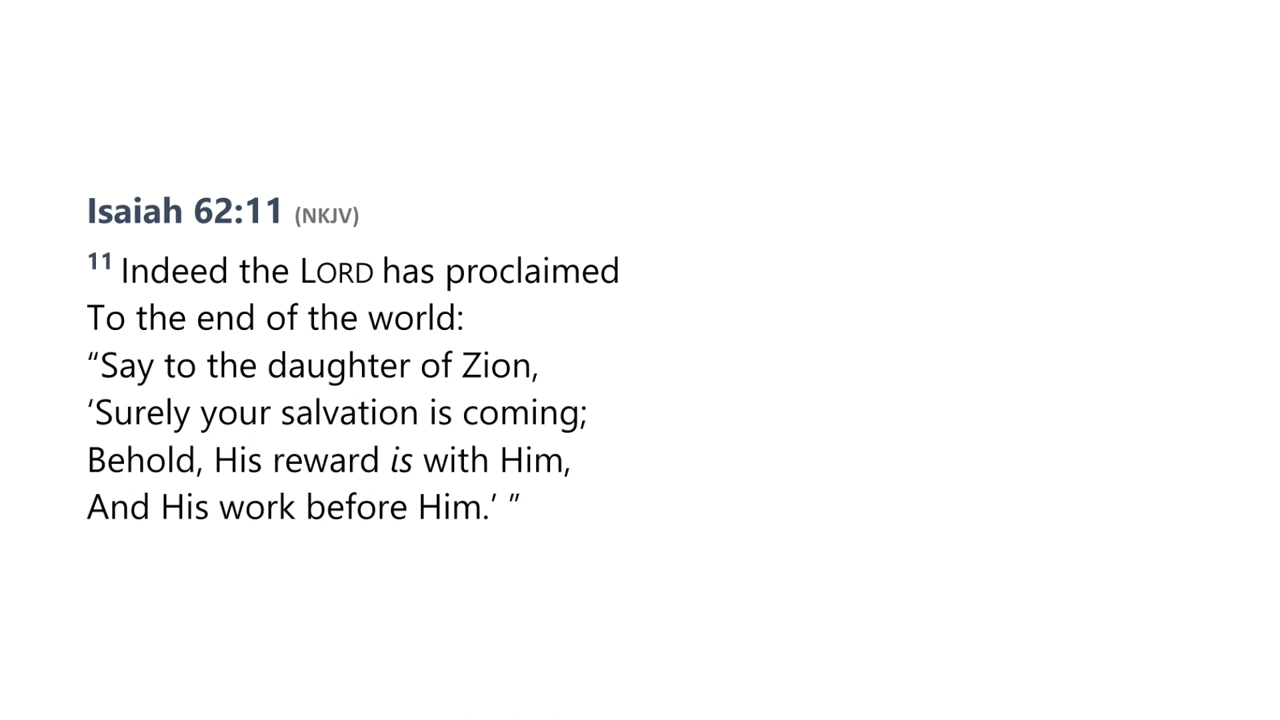 Isaiah 62:11 (NKJV)
11 Indeed the LORD has proclaimed
To the end of the world:
“Say to the daughter of Zion,
‘Surely your salvation is coming;
Behold, His reward is with Him,
And His work before Him.’ ”